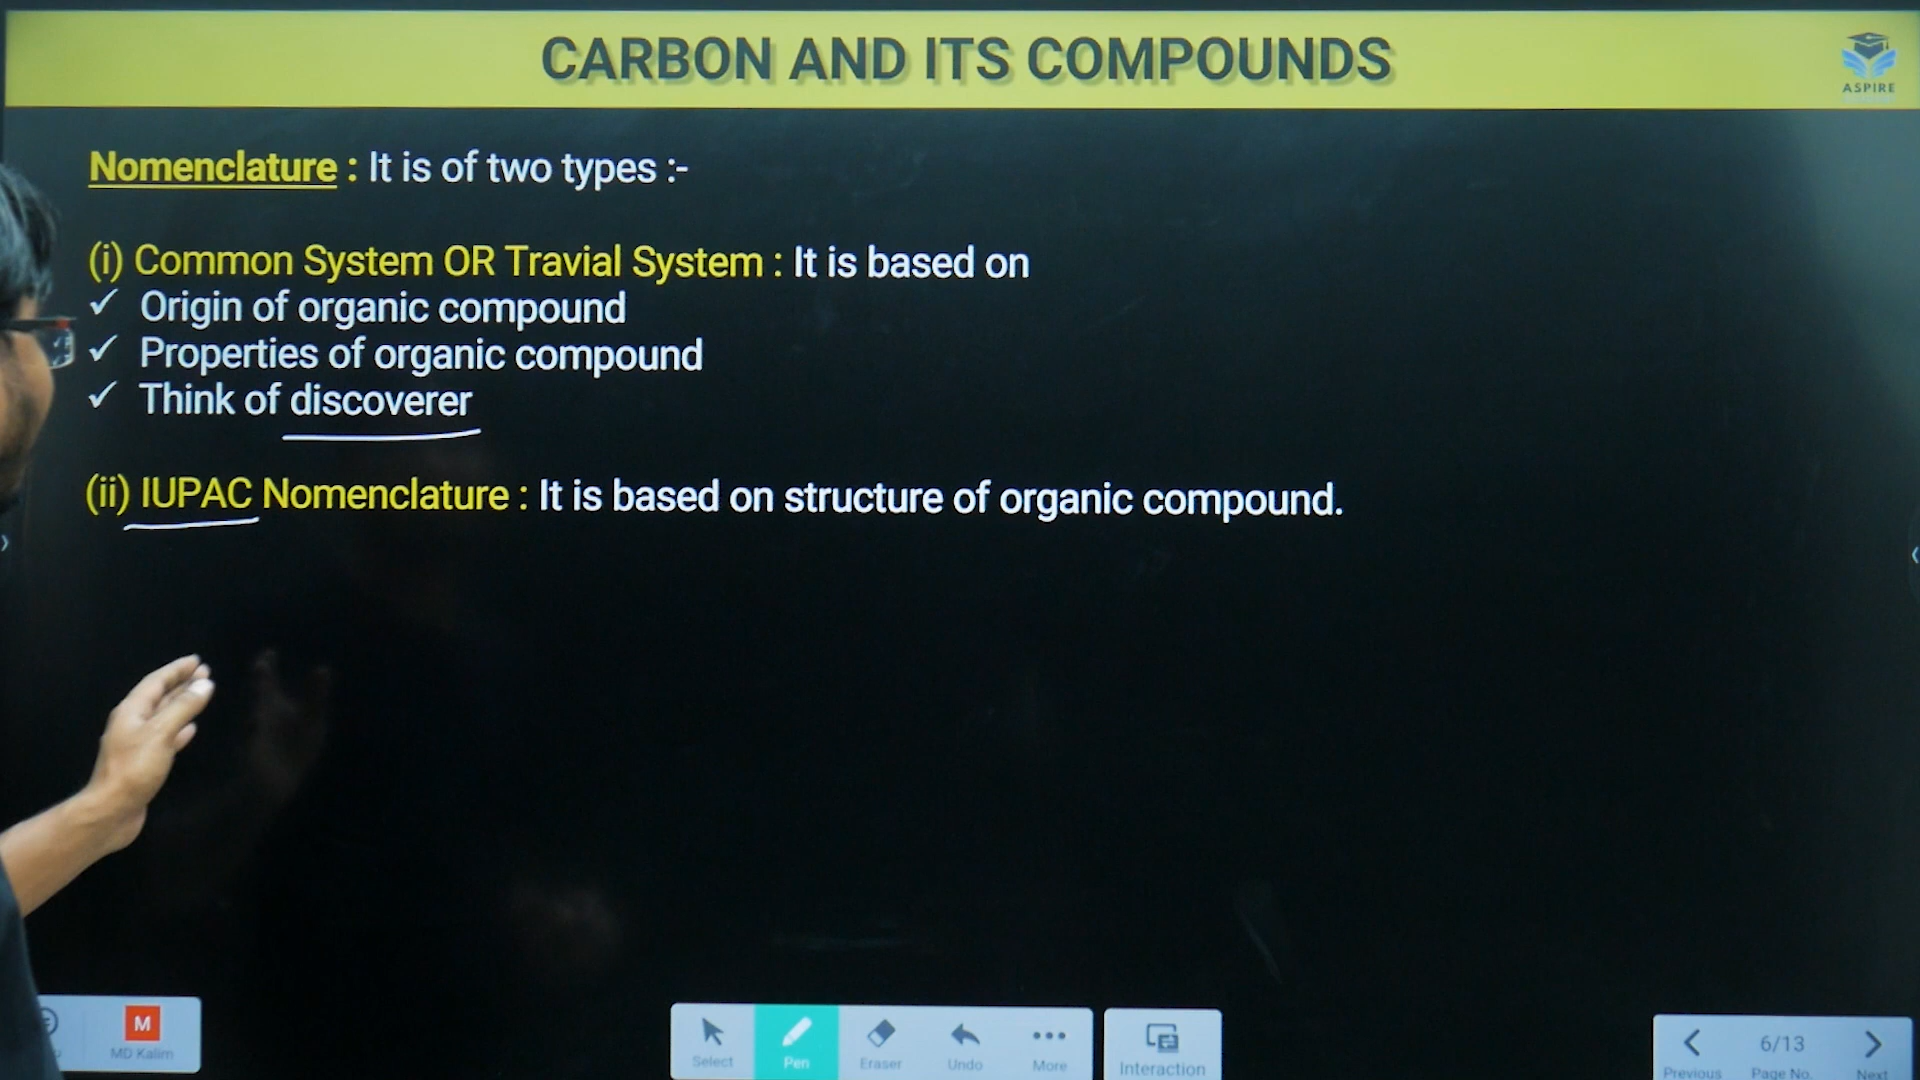 CARBON AND ITS COMPOUNDS
ASPIRE
Nomenclature : It is of two types :-
(i) Common System OR Travial System : It is based on
✓ Origin of organic compound
✓ Properties of organic compound
✓ Think of discoverer
(ii) IUPAC Nomenclature : It is based on structure of organic compound.
M
MD Kalim
Select
Pen
Eraser
Undo
More
Interaction
6/13
Previous
Page No.
Next